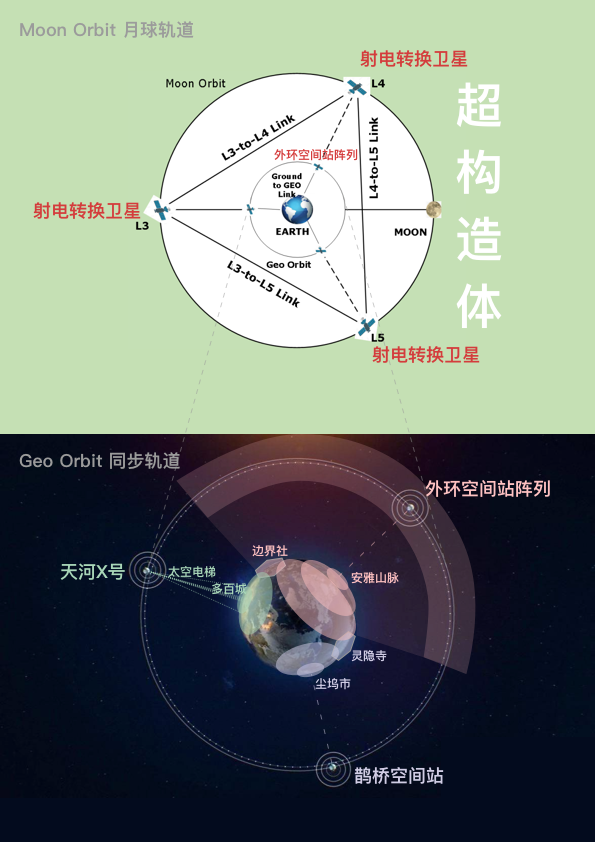 Moon Orbit 月球轨道
射电转换卫星
Moon Orbit
L4
超
构
造
体
L3-to-L4 Link
L4-to-L5 Link
外环空间站阵列
Ground
to GEO
Link
射电转换卫星
L3
EARTH
MOON
Geo Orbit
L3-to-L5 Link
L5
射电转换卫星
Geo Orbit 同步轨道
外环空间站阵列
边界社
天河X号
太空电梯
安雅山脉
多百城
灵隐寺
尘坞市
鹊桥空间站